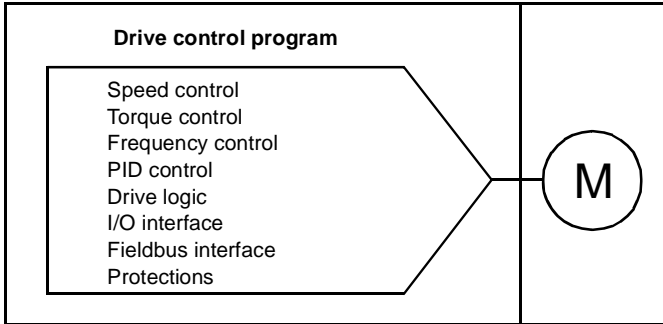 Drive control program
Speed control
Torque control
Frequency control
PID control
Drive logic
I/O interface
Fieldbus interface
Protections
M